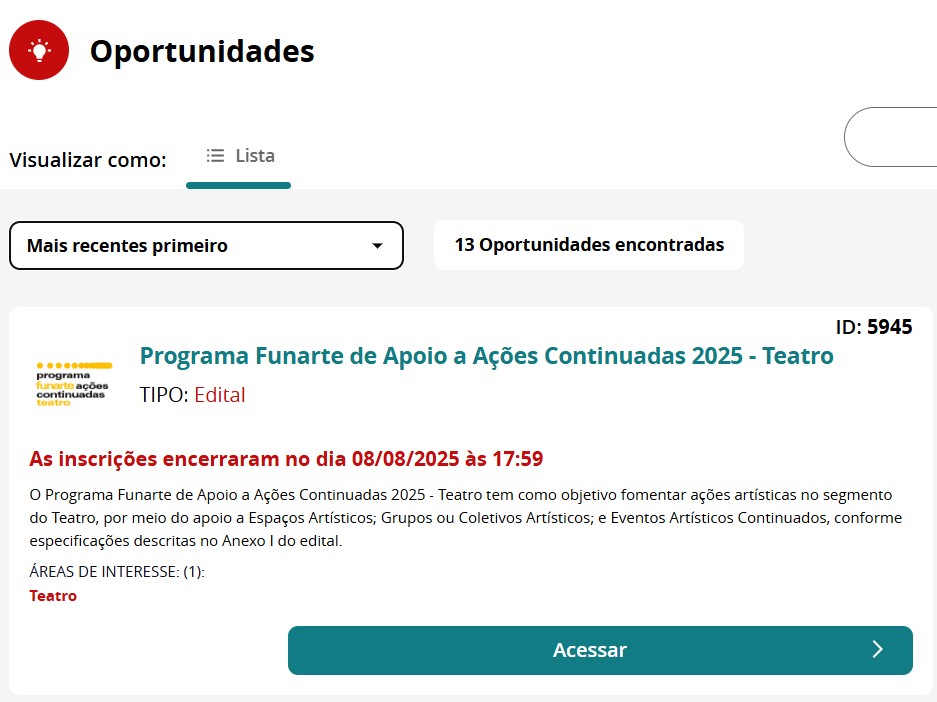 Oportunidades
Visualizar como:
Lista
Mais recentes primeiro
13 Oportunidades encontradas
ID: 5945
programa
funarte ações
continuadas
teatro
Programa Funarte de Apoio a Ações Continuadas 2025 - Teatro
TIPO: Edital
As inscrições encerraram no dia 08/08/2025 às 17:59
O Programa Funarte de Apoio a Ações Continuadas 2025 - Teatro tem como objetivo fomentar ações artísticas no segmento
do Teatro, por meio do apoio a Espaços Artísticos; Grupos ou Coletivos Artísticos; e Eventos Artísticos Continuados, conforme
especificações descritas no Anexo I do edital.
ÁREAS DE INTERESSE: (1):
Teatro
Acessar